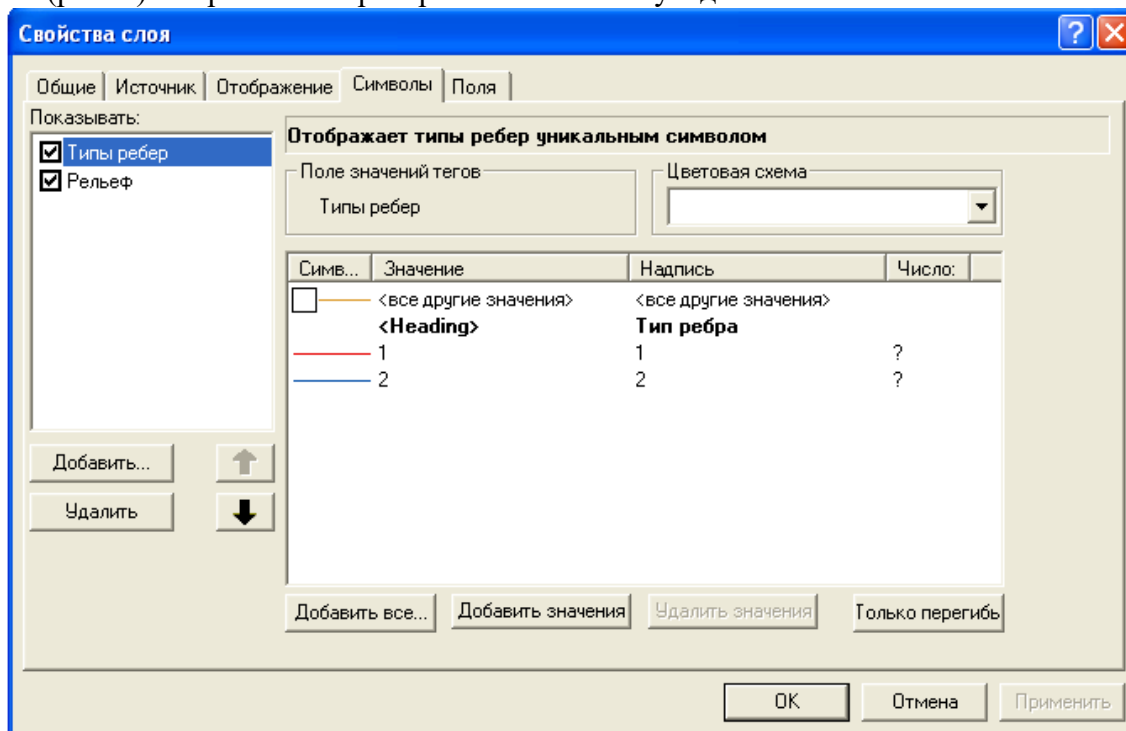 Свойства слоя
Общие Источник Отображение Символы Поля
Показывать:
Типы ребер
Рельеф
Добавить...
Удалить
Отображает типы ребер уникальным символом
Поле значений тегов
Типы ребер
Цветовая схема
Симв... Значение Надпись Число:
<все другие значения> <все другие значения>
<Heading> Тип ребра
1 1 ?
2 2 ?
Добавить все... Добавить значения Удалить значения Только перегибь
OK Отмена Применить